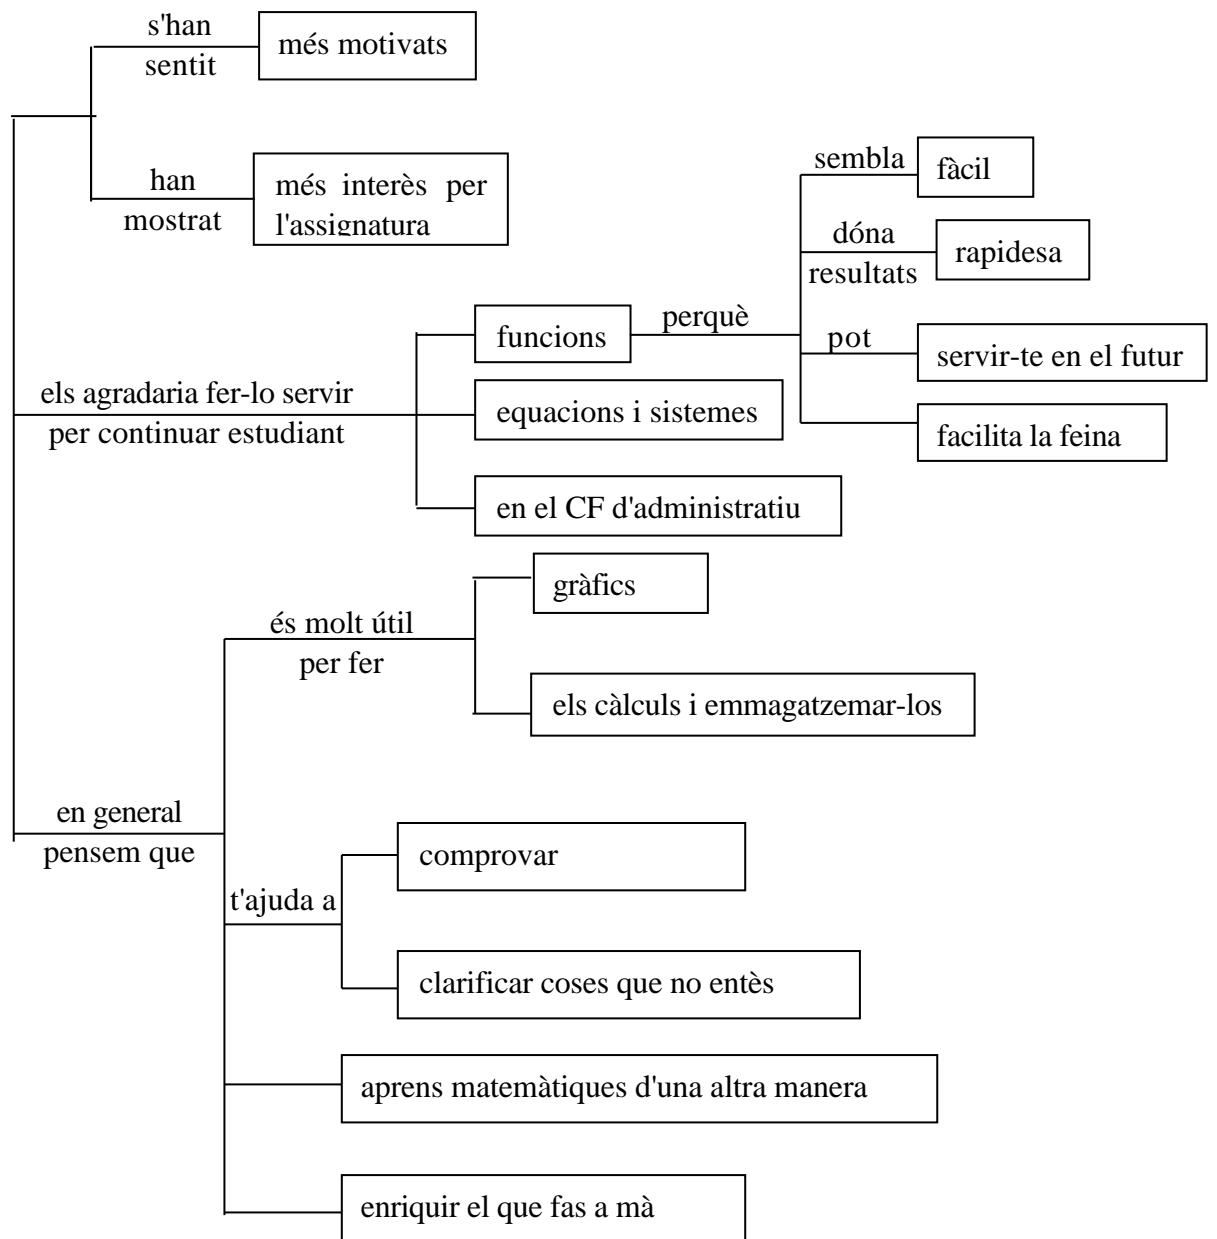 s'han
sentit
més motivats
han
mostrat
més interès per
l'assignatura
sembla
fàcil
dóna
resultats
rapidesa
funcions
perquè
pot
servir-te en el futur
els agradaria fer-lo servir
per continuar estudiant
equacions i sistemes
facilita la feina
en el CF d'administratiu
és molt útil
per fer
gràfics
els càlculs i emmagatzemar-los
en general
pensem que
t'ajuda a
comprovar
clarificar coses que no entès
aprens matemàtiques d'una altra manera
enriquir el que fas a mà